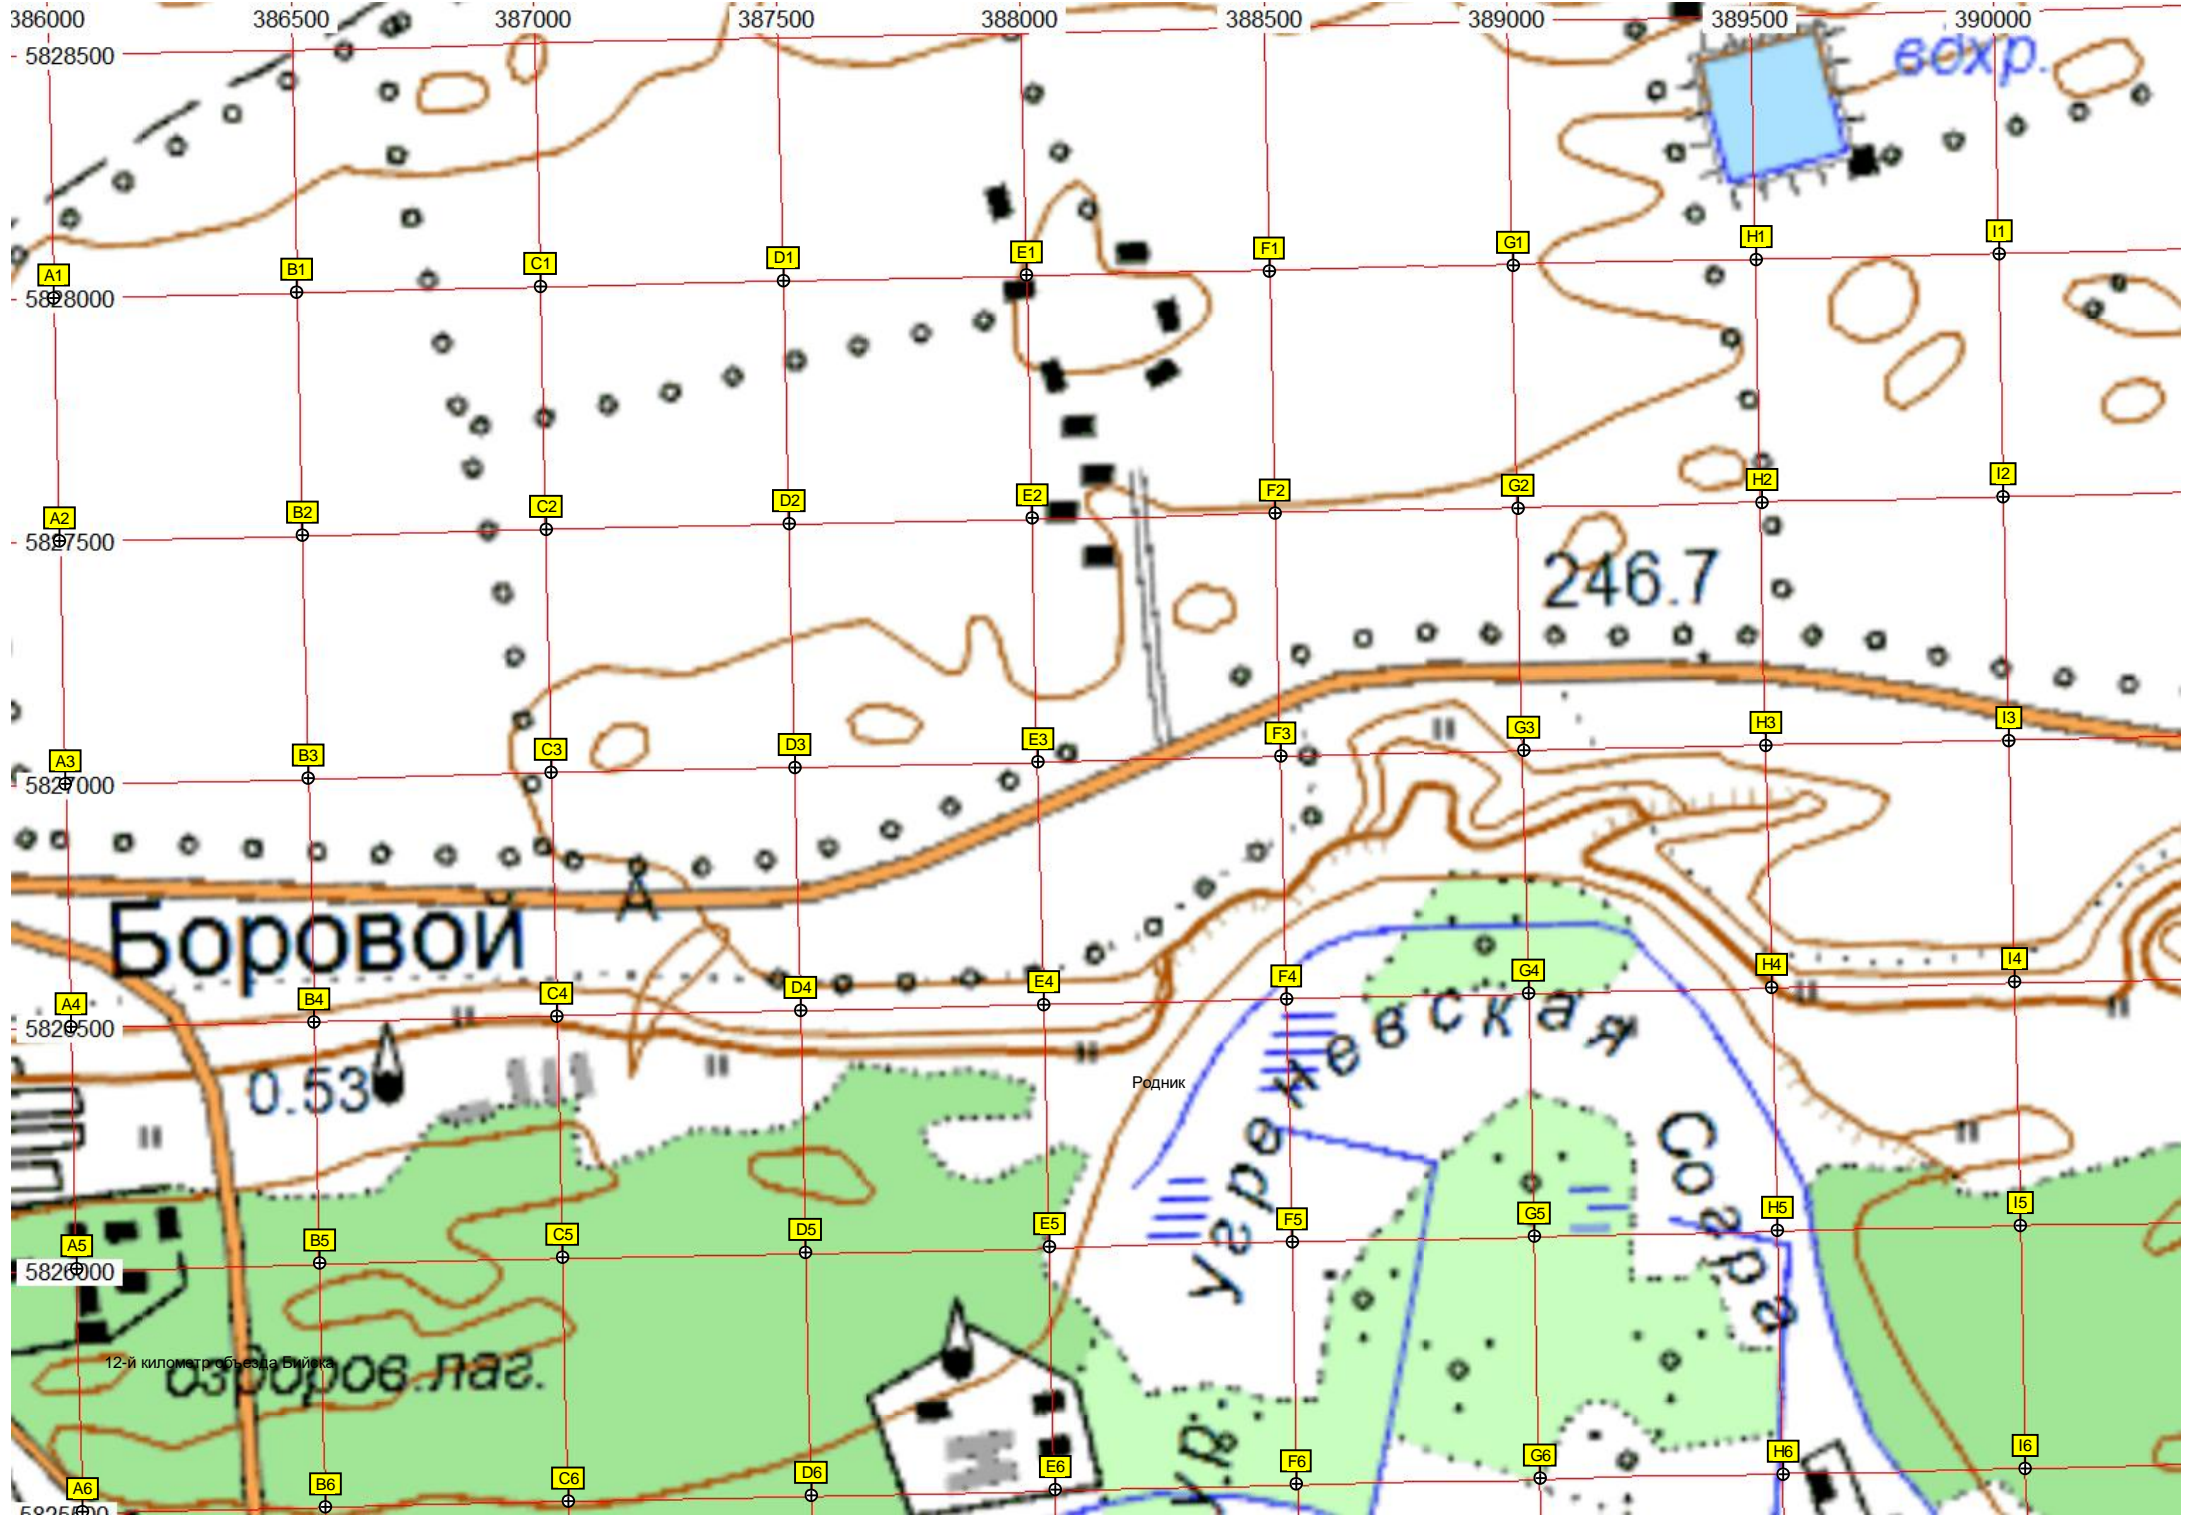 386000 386500 387000 387500 388000 388500 389000 389500 390000
5828500
вдхр.
A1 B1 C1 D1 E1 F1 G1 H1 I1
5828000
A2 B2 C2 D2 E2 F2 G2 H2 I2
5827500
246.7
A3 B3 C3 D3 E3 F3 G3 H3 I3
5827000
А
Боровой
A4 B4 C4 D4 E4 F4 G4 H4 I4
5826500
0.53
Родник
Угреневская
Согра
A5 B5 C5 D5 E5 F5 G5 H5 I5
5826000
12-й километр объезда Бийска
оздоров.лаг.
ур.
A6 B6 C6 D6 E6 F6 G6 H6 I6
5825500